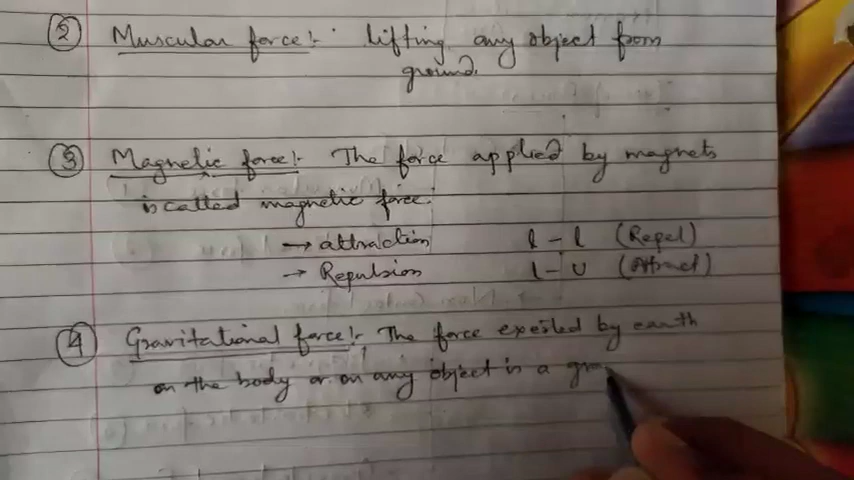 ② Muscular force:- lifting any object from
ground.
③ Magnetic force:- The force applied by magnets
is called magnetic force.
→ attraction l - l (Repel)
→ Repulsion l - U (Attract)
④ Gravitational force:- The force exerted by earth
on the body or on any object is a gr